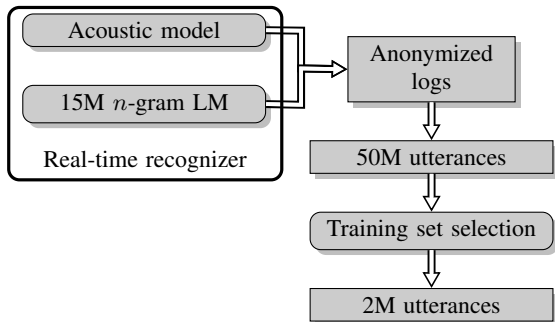 Acoustic model
15M n-gram LM
Real-time recognizer
Anonymized
logs
50M utterances
Training set selection
2M utterances